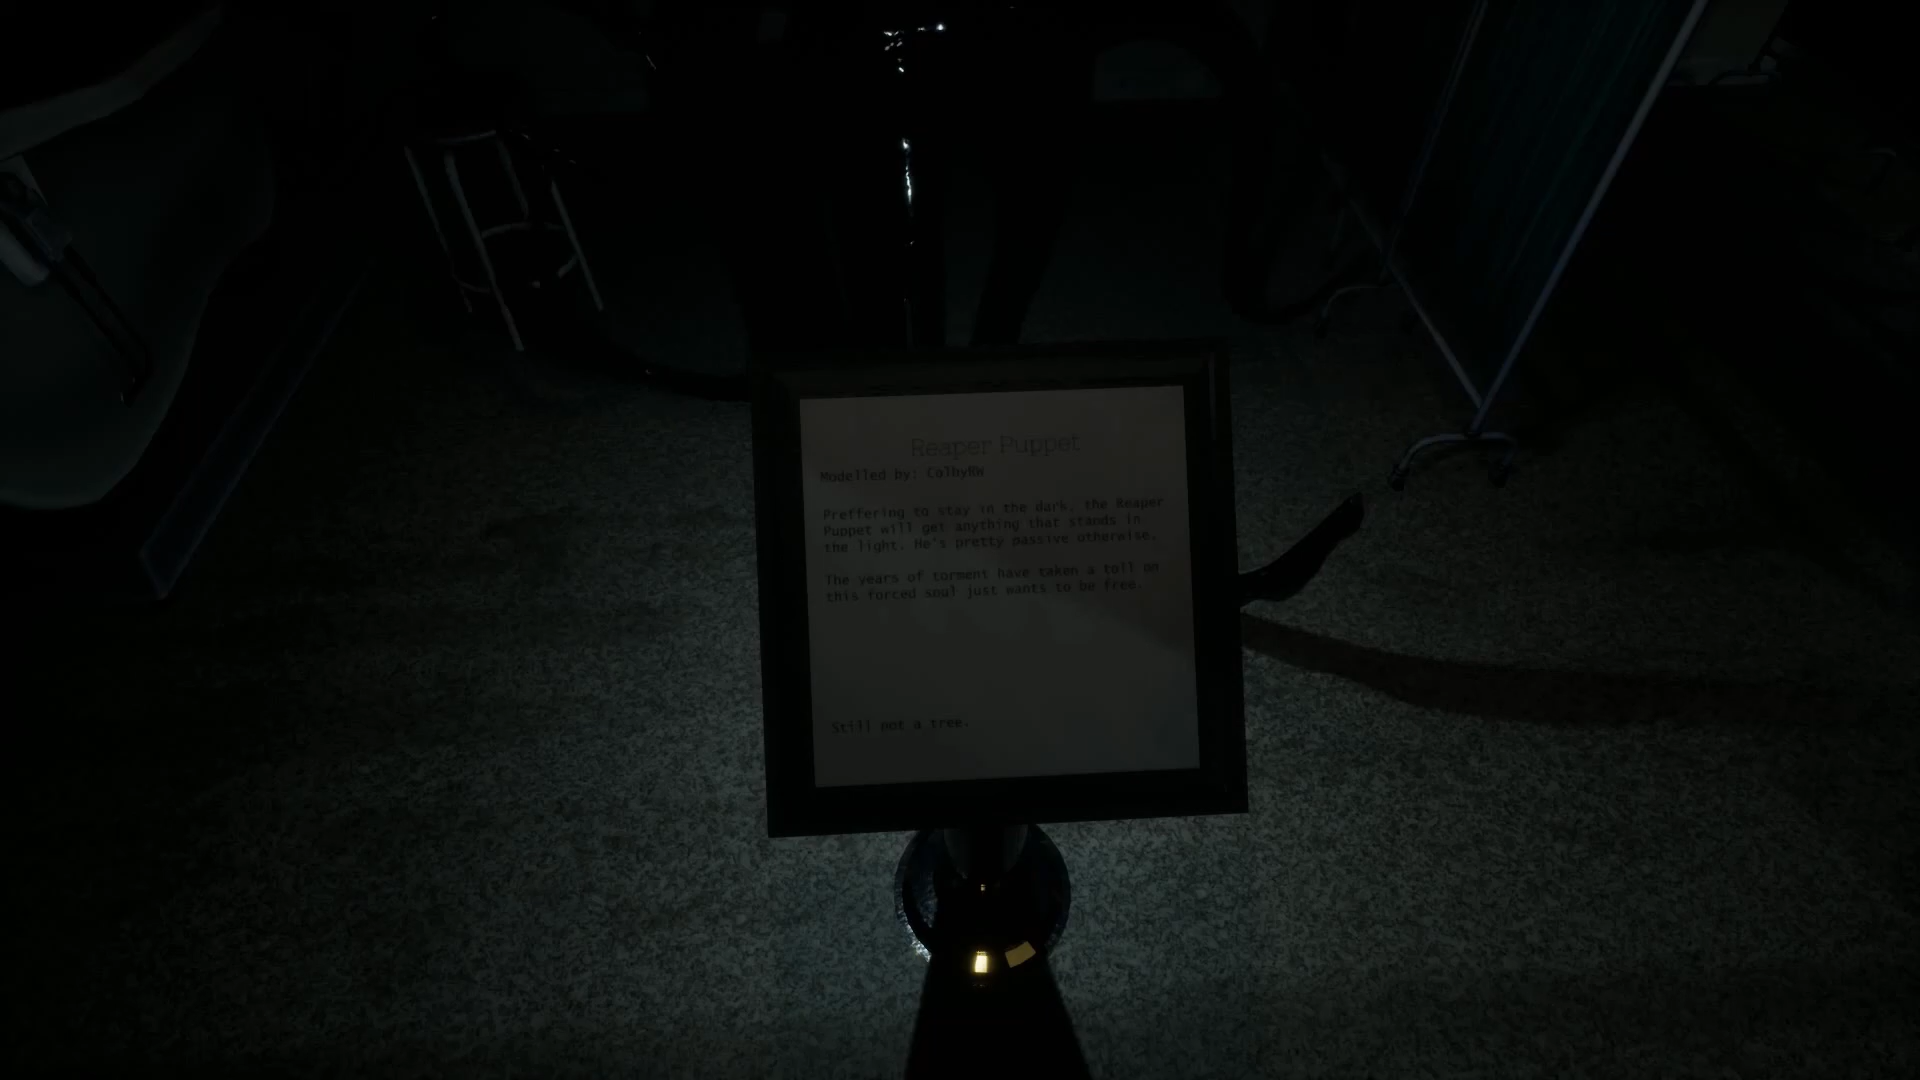 Reaper Puppet
Modelled by: ColbyRW
Preffering to stay in the dark, the Reaper
Puppet will get anything that stands in
the light. He's pretty passive otherwise.
The years of torment have taken a toll on
this forced soul just wants to be free.
Still not a tree.